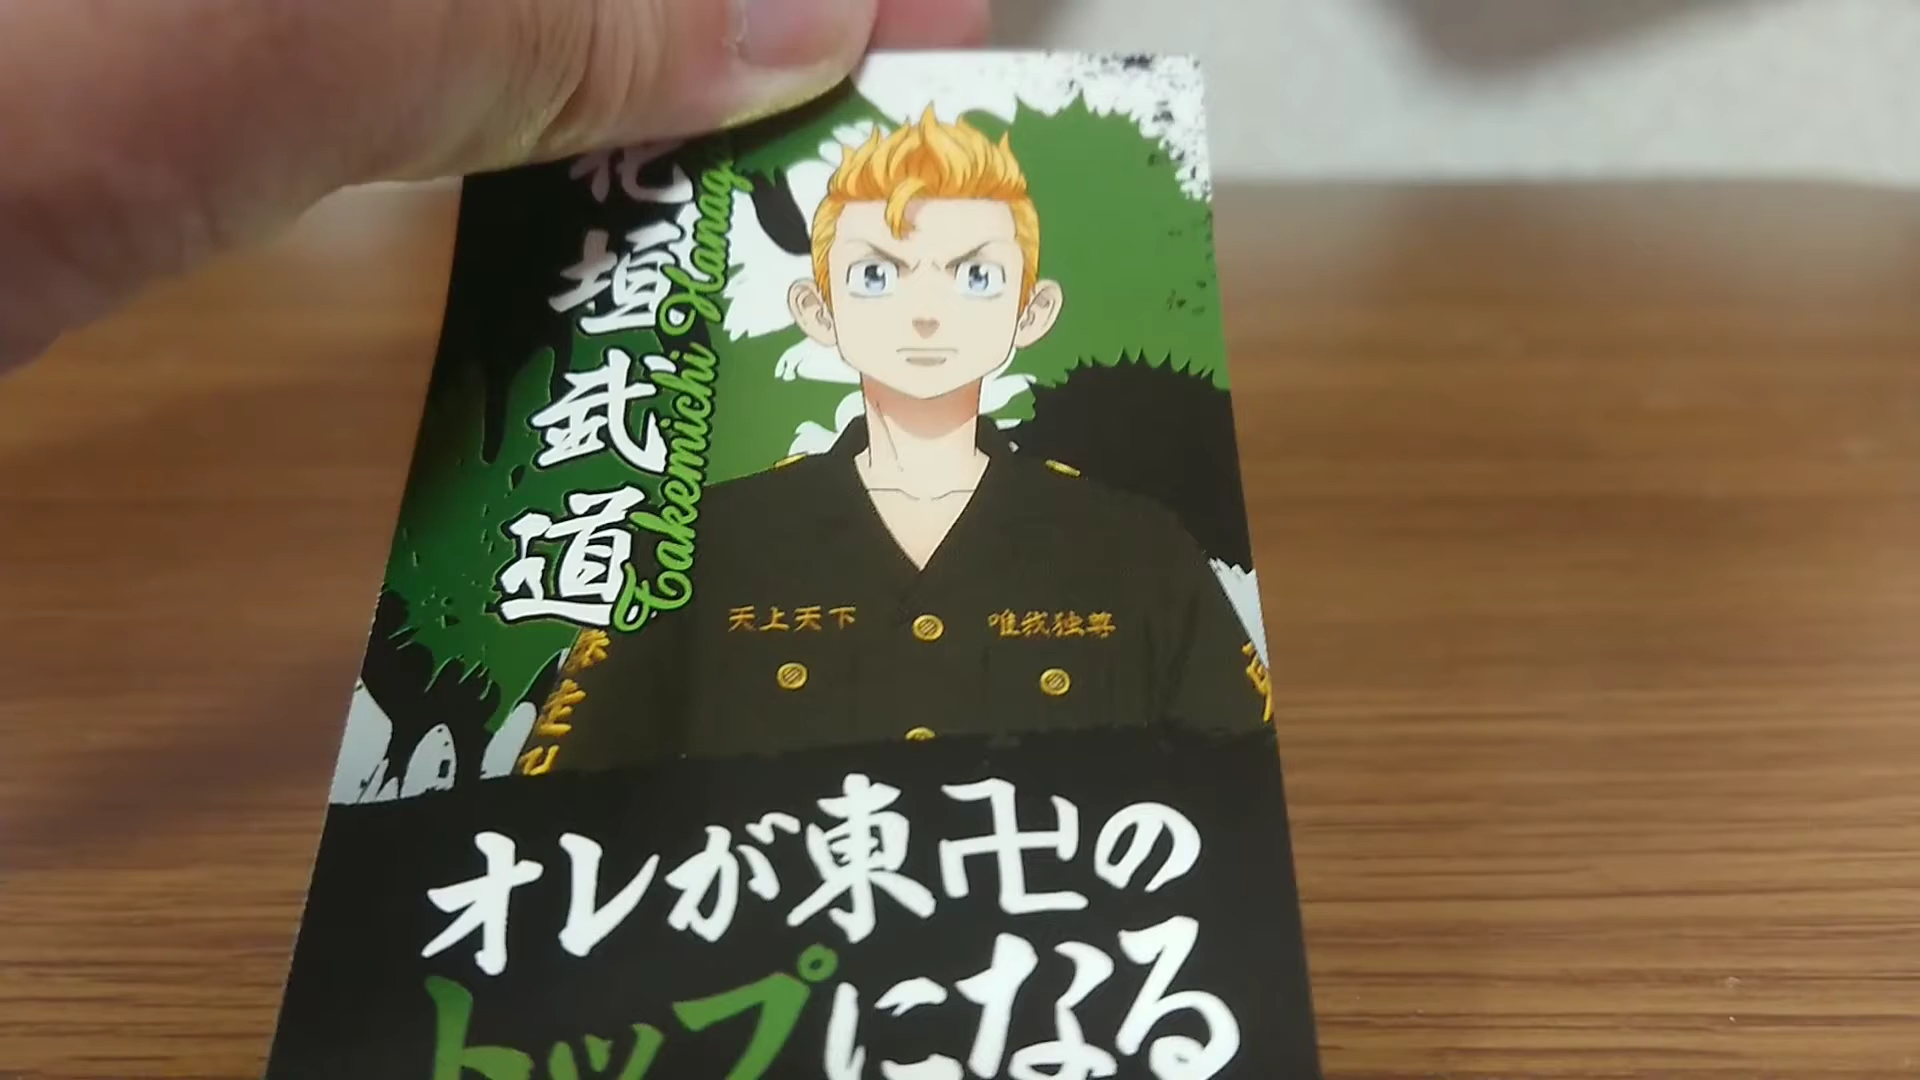 花垣武道
Takemichi Hanag
天上天下
唯我独尊
オレが東卍の
トップになる